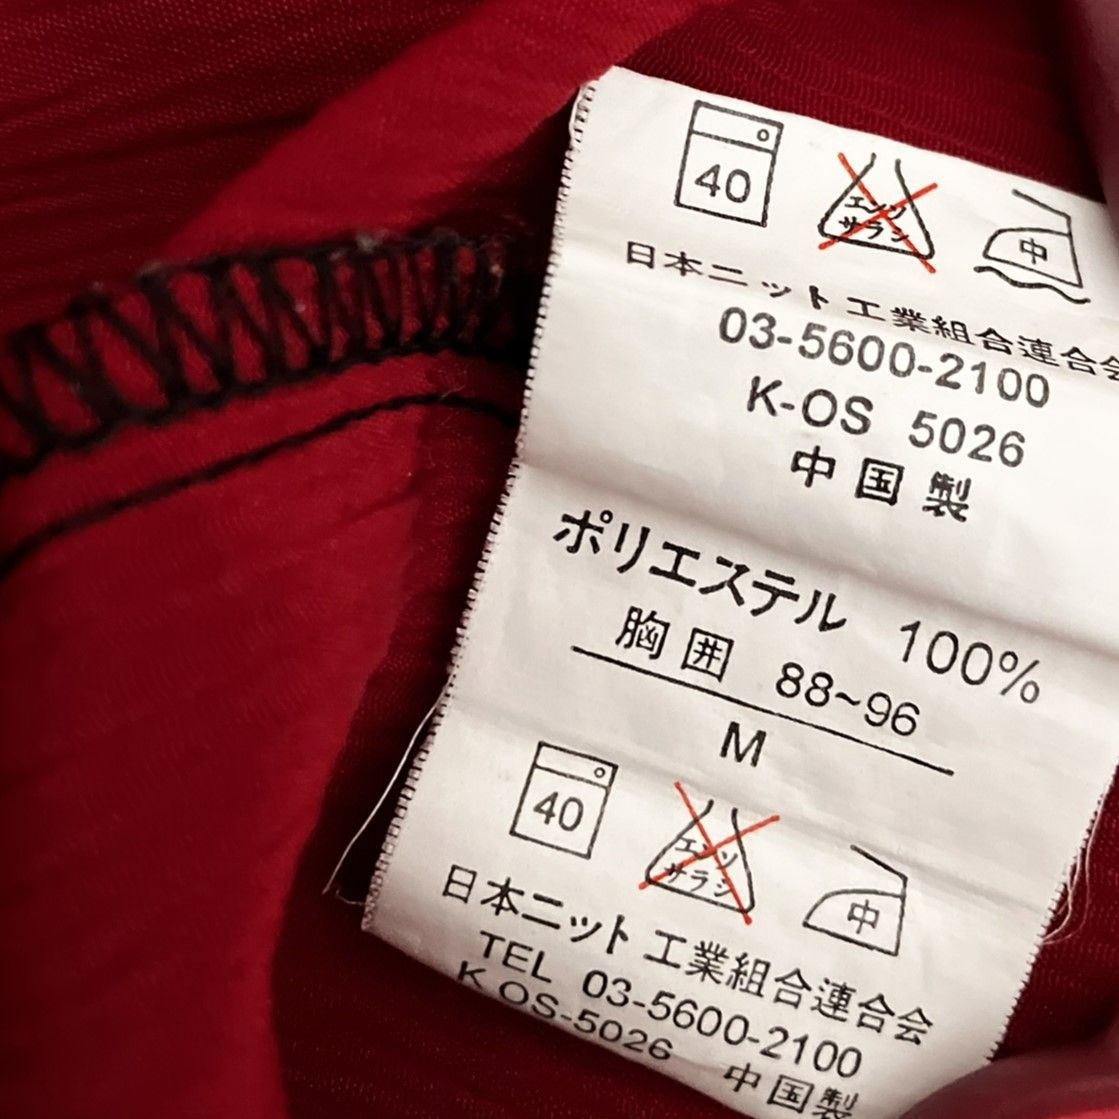 40
エンソ
サラシ
中
日本ニット工業組合連合会
03-5600-2100
K-OS 5026
中国製
ポリエステル 100%
胸囲 88~96
M
40
エンソ
サラシ
中
日本ニット工業組合連合会
TEL 03-5600-2100
K OS-5026 中国製